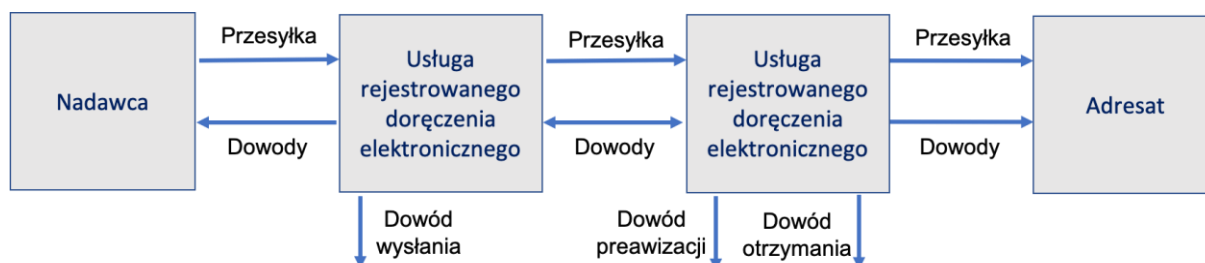 Nadawca
Przesyłka
Dowody
Usługa
rejestrowanego
doręczenia
elektronicznego
Przesyłka
Dowody
Usługa
rejestrowanego
doręczenia
elektronicznego
Przesyłka
Dowody
Adresat
Dowód
wysłania
Dowód
preawizacji
Dowód
otrzymania